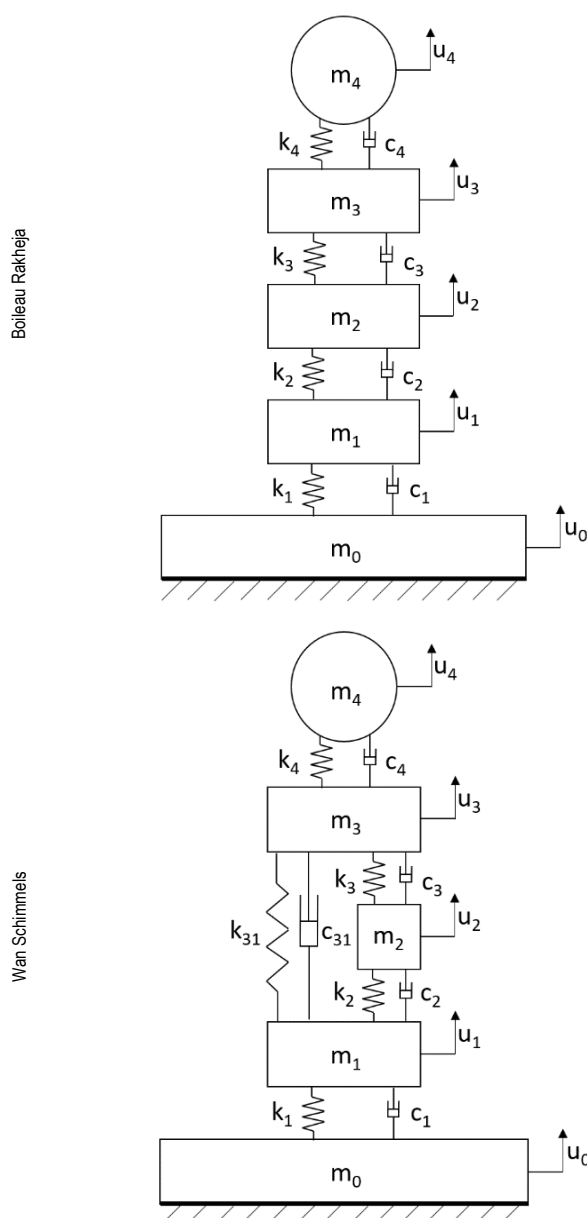 Boileau Rakheja
m₄
u₄
k₄
c₄
m₃
u₃
k₃
c₃
m₂
u₂
k₂
c₂
m₁
u₁
k₁
c₁
m₀
u₀
Wan Schimmels
m₄
u₄
k₄
c₄
m₃
u₃
k₃
c₃
k₃₁
c₃₁
m₂
u₂
k₂
c₂
m₁
u₁
k₁
c₁
m₀
u₀